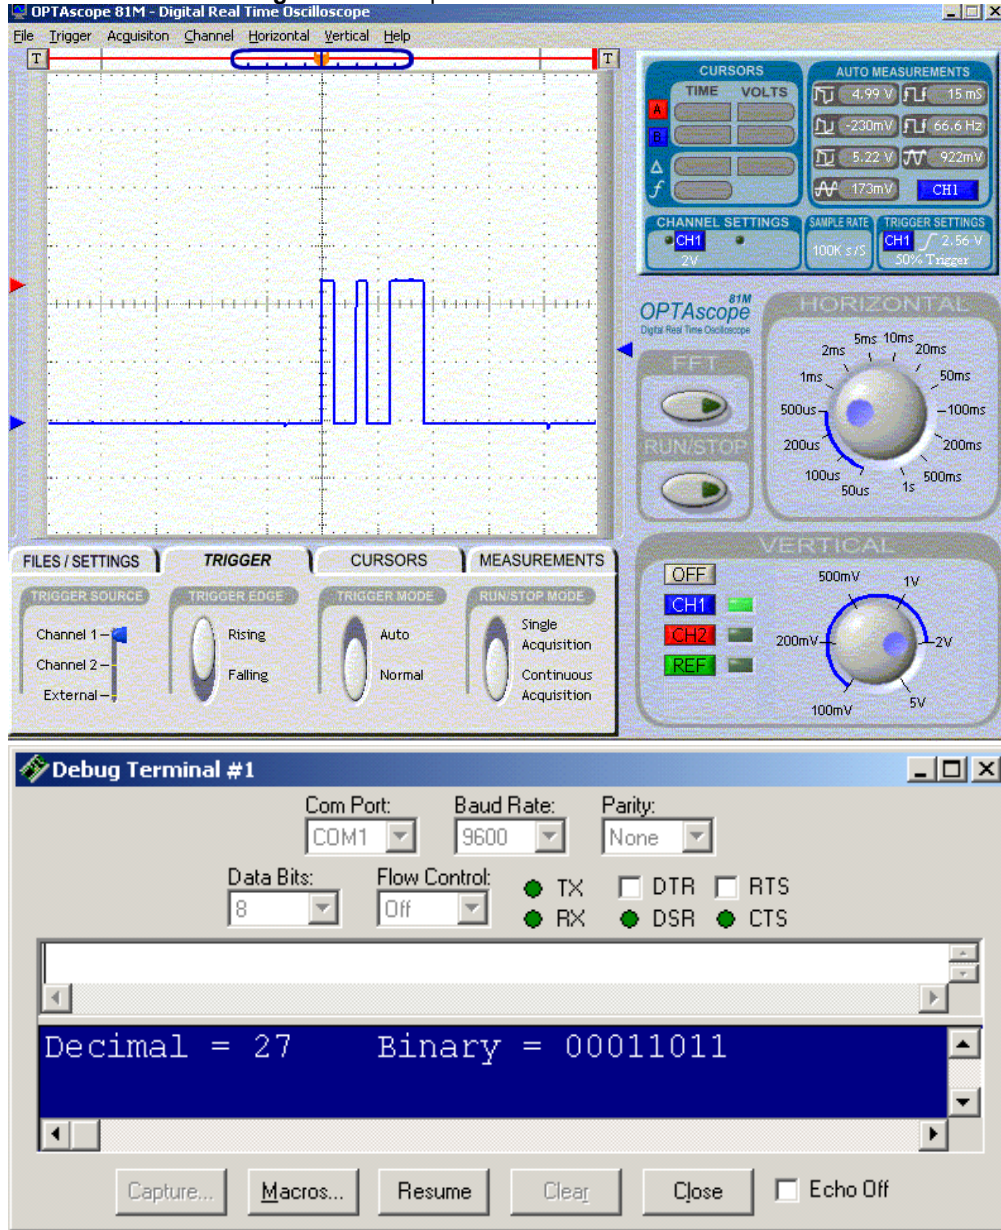 OPTAscope 81M - Digital Real Time Oscilloscope
File Trigger Acquisiton Channel Horizontal Vertical Help
T T
CURSORS
TIME VOLTS
A
B
Δ
f
AUTO MEASUREMENTS
4.99 V 15 mS
-230mV 66.6 Hz
5.22 V 922mV
173mV CH1
CHANNEL SETTINGS
CH1
2V
SAMPLE RATE
100K s/S
TRIGGER SETTINGS
CH1 2.56 V
50% Trigger
OPTAscope 81M
Digital Real Time Oscilloscope
FFT
RUN/STOP
HORIZONTAL
5ms 10ms
2ms 20ms
1ms 50ms
500us 100ms
200us 200ms
100us 500ms
50us 1s
FILES / SETTINGS TRIGGER CURSORS MEASUREMENTS
TRIGGER SOURCE TRIGGER EDGE TRIGGER MODE RUN/STOP MODE
Channel 1
Channel 2
External
Rising
Falling
Auto
Normal
Single
Acquisition
Continuous
Acquisition
VERTICAL
OFF
CH1
CH2
REF
500mV 1V
200mV 2V
100mV 5V
Debug Terminal #1
Com Port: Baud Rate: Parity:
COM1 9600 None
Data Bits: Flow Control: TX DTR RTS
8 Off RX DSR CTS
Decimal = 27 Binary = 00011011
Capture... Macros... Resume Clear Close Echo Off